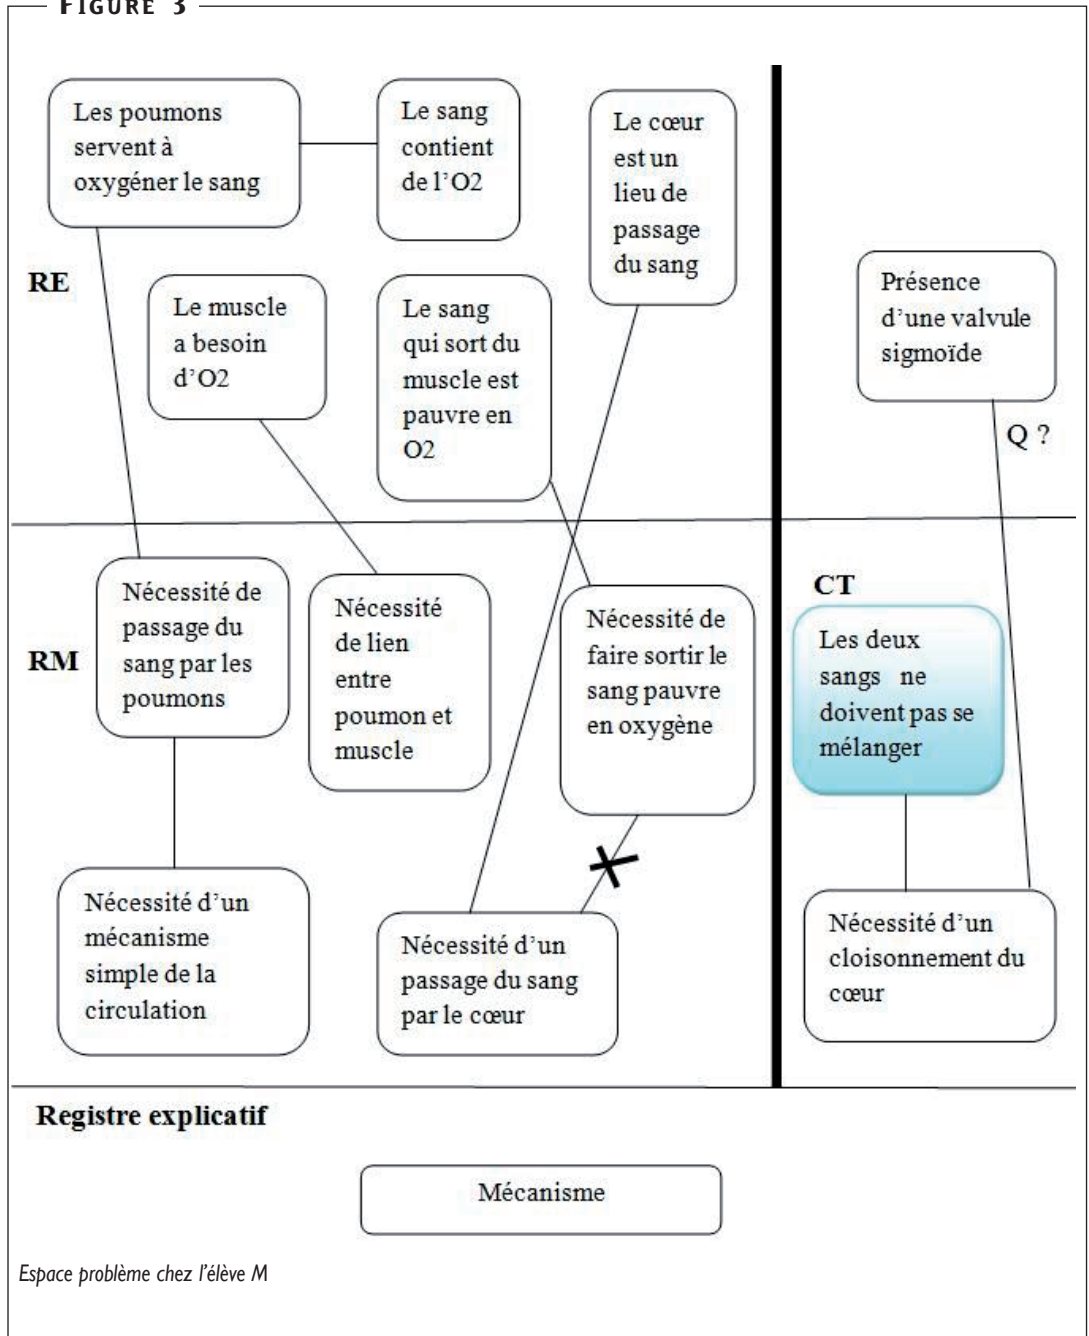 FIGURE 3
Les poumons
servent à
oxygéner le sang
Le sang
contient
de l'O2
Le cœur
est un
lieu de
passage
du sang
RE
Le muscle
a besoin
d'O2
Le sang
qui sort du
muscle est
pauvre en
O2
Présence
d'une valvule
sigmoïde
Q ?
RM
Nécessité de
passage du
sang par les
poumons
Nécessité
de lien
entre
poumon et
muscle
Nécessité de
faire sortir le
sang pauvre
en oxygène
CT
Les deux
sangs ne
doivent pas se
mélanger
Nécessité d'un
mécanisme
simple de la
circulation
Nécessité d'un
passage du sang
par le cœur
Nécessité d'un
cloisonnement du
cœur
Registre explicatif
Mécanisme
Espace problème chez l'élève M